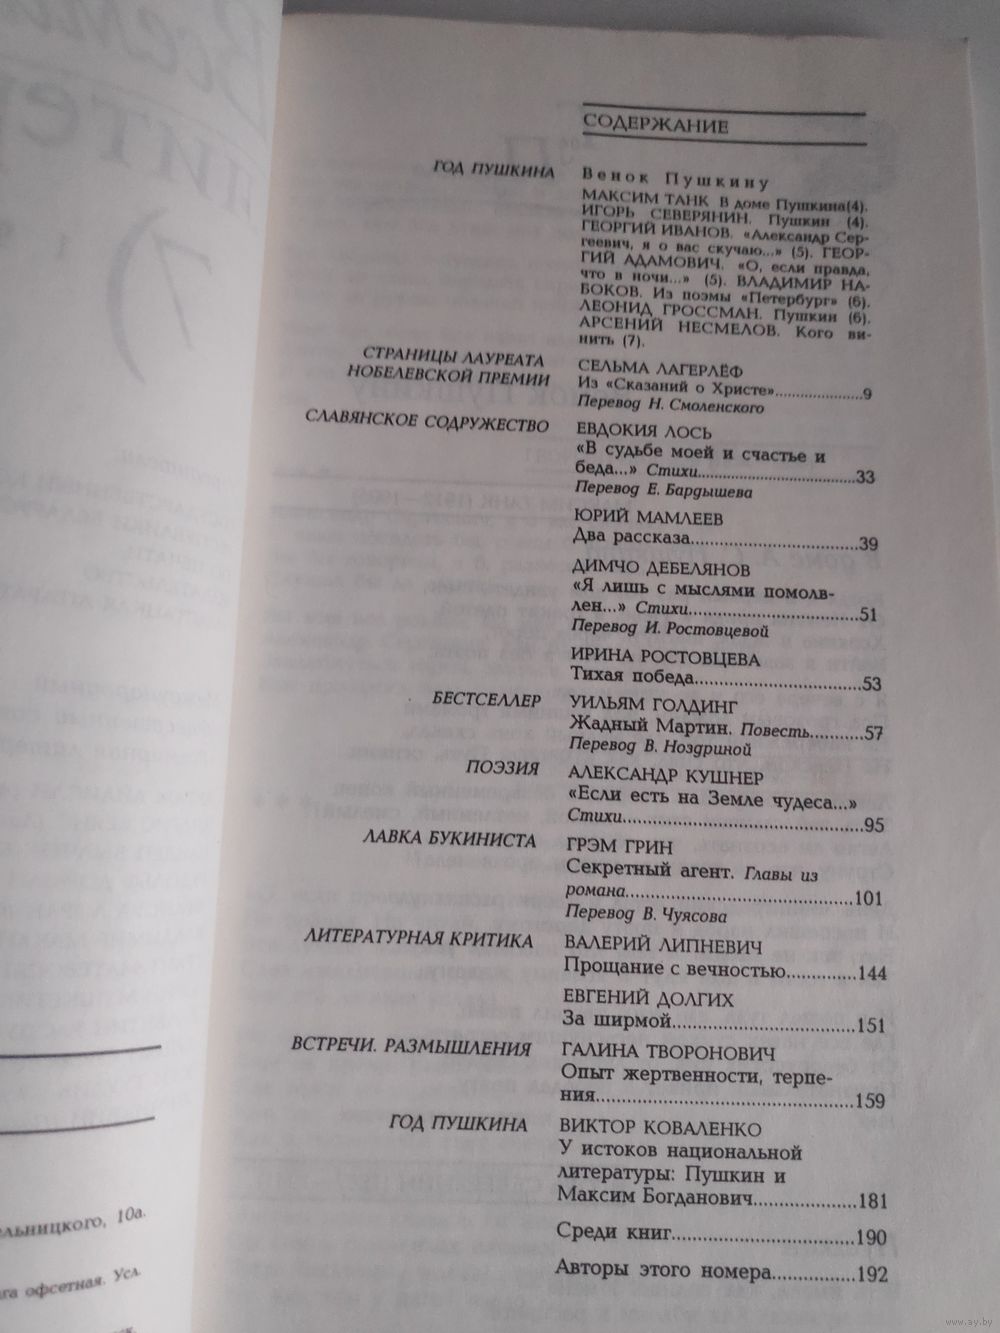 СОДЕРЖАНИЕ
ГОД ПУШКИНА
Венок Пушкину
МАКСИМ ТАНК В доме Пушкина(4).
ИГОРЬ СЕВЕРЯНИН. Пушкин (4).
ГЕОРГИЙ ИВАНОВ. «Александр Сер-
геевич, я о вас скучаю...» (5). ГЕОР-
ГИЙ АДАМОВИЧ. «О, если правда,
что в ночи...» (5). ВЛАДИМИР НА-
БОКОВ. Из поэмы «Петербург» (6).
ЛЕОНИД ГРОССМАН. Пушкин (6).
АРСЕНИЙ НЕСМЕЛОВ. Кого ви-
нить (7).
СТРАНИЦЫ ЛАУРЕАТА
НОБЕЛЕВСКОЙ ПРЕМИИ
СЕЛЬМА ЛАГЕРЛЁФ
Из «Сказаний о Христе»......................9
Перевод Н. Смоленского
СЛАВЯНСКОЕ СОДРУЖЕСТВО
ЕВДОКИЯ ЛОСЬ
«В судьбе моей и счастье и
беда...» Стихи......................................33
Перевод Е. Бардышева
ЮРИЙ МАМЛЕЕВ
Два рассказа......................................39
ДИМЧО ДЕБЕЛЯНОВ
«Я лишь с мыслями помолв-
лен...» Стихи......................................51
Перевод И. Ростовцевой
ИРИНА РОСТОВЦЕВА
Тихая победа......................................53
БЕСТСЕЛЛЕР
УИЛЬЯМ ГОЛДИНГ
Жадный Мартин. Повесть..........57
Перевод В. Ноздриной
ПОЭЗИЯ
АЛЕКСАНДР КУШНЕР
«Если есть на Земле чудеса...»
Стихи......................................................95
ЛАВКА БУКИНИСТА
ГРЭМ ГРИН
Секретный агент. Главы из
романа..................................................101
Перевод В. Чуясова
ЛИТЕРАТУРНАЯ КРИТИКА
ВАЛЕРИЙ ЛИПНЕВИЧ
Прощание с вечностью...............144
ЕВГЕНИЙ ДОЛГИХ
За ширмой........................................151
ВСТРЕЧИ. РАЗМЫШЛЕНИЯ
ГАЛИНА ТВОРОНОВИЧ
Опыт жертвенности, терпе-
ния..........................................................159
ГОД ПУШКИНА
ВИКТОР КОВАЛЕНКО
У истоков национальной
литературы: Пушкин и
Максим Богданович.....................181
Среди книг........................................190
Авторы этого номера.................192
ельницкого, 10а.
офсетная. Усл.
www.ay.by